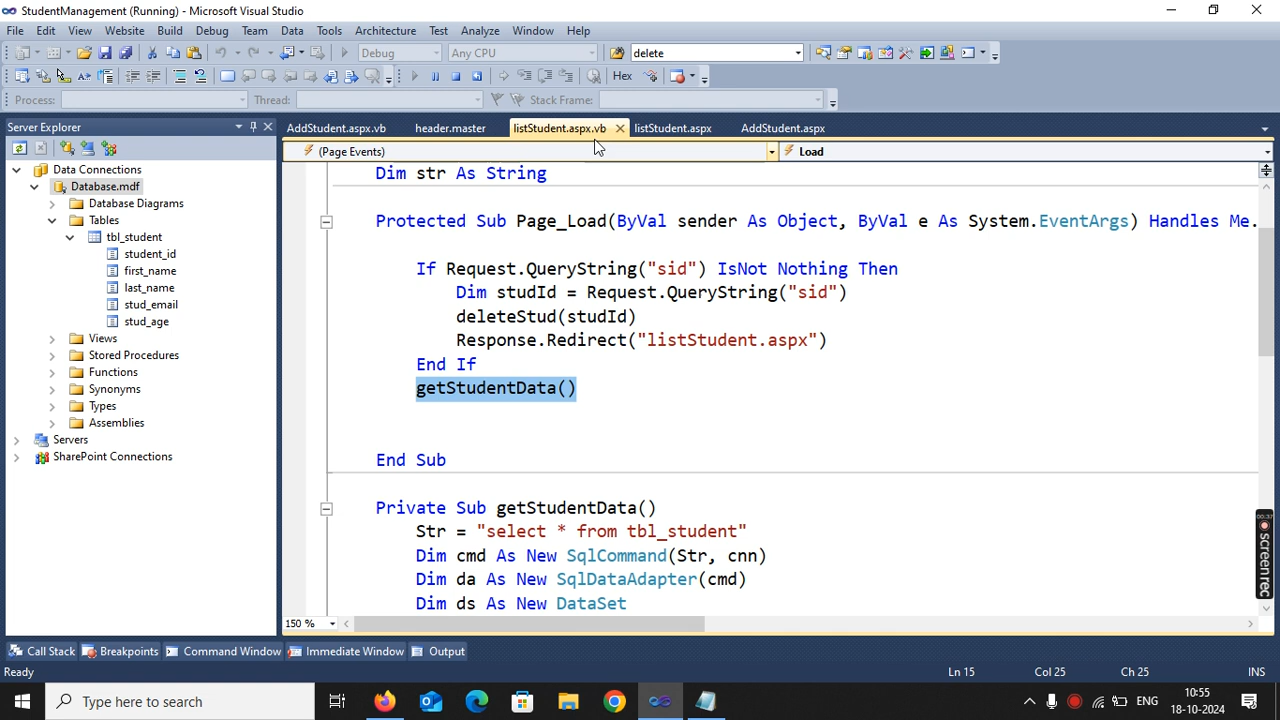 StudentManagement (Running) - Microsoft Visual Studio
File Edit View Website Build Debug Team Data Tools Architecture Test Analyze Window Help
Debug Any CPU delete
Hex
Process: Thread: Stack Frame:
Server Explorer
AddStudent.aspx.vb header.master listStudent.aspx.vb listStudent.aspx AddStudent.aspx
(Page Events) Load
Data Connections
Database.mdf
Database Diagrams
Tables
tbl_student
student_id
first_name
last_name
stud_email
stud_age
Views
Stored Procedures
Functions
Synonyms
Types
Assemblies
Servers
SharePoint Connections
Dim str As String
Protected Sub Page_Load(ByVal sender As Object, ByVal e As System.EventArgs) Handles Me.
If Request.QueryString("sid") IsNot Nothing Then
Dim studId = Request.QueryString("sid")
deleteStud(studId)
Response.Redirect("listStudent.aspx")
End If
getStudentData()
End Sub
Private Sub getStudentData()
Str = "select * from tbl_student"
Dim cmd As New SqlCommand(Str, cnn)
Dim da As New SqlDataAdapter(cmd)
Dim ds As New DataSet
150 %
Call Stack Breakpoints Command Window Immediate Window Output
Ready Ln 15 Col 25 Ch 25 INS
Type here to search
ENG
10:55
18-10-2024
00:37
screen rec